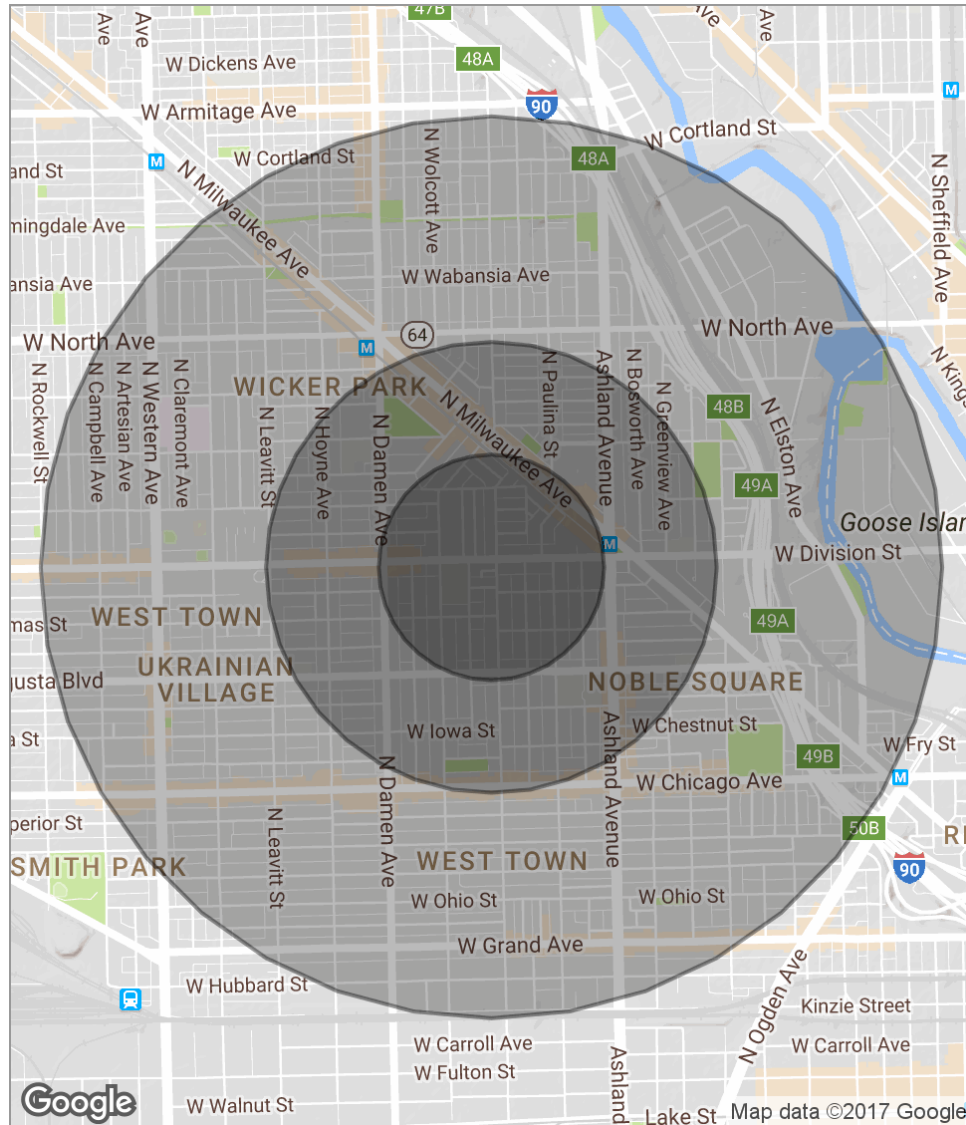 47B
Ave
Ave
W Dickens Ave
48A
Ave
W Armitage Ave
90
M
W Cortland St
W Cortland St
48A
M
and St
N Milwaukee Ave
N Wolcott Ave
N Sheffield Ave
mingdale Ave
W Wabansia Ave
ansia Ave
W North Ave
64
W North Ave
M
WICKER PARK
N Rockwell St
N Campbell Ave
N Artesian Ave
N Western Ave
N Claremont Ave
N Leavitt St
N Hoyne Ave
N Damen Ave
N Milwaukee Ave
N Paulina St
Ashland Avenue
N Bosworth Ave
N Greenview Ave
48B
N Elston Ave
49A
Goose Islan
M
W Division St
WEST TOWN
mas St
49A
UKRAINIAN
VILLAGE
gusta Blvd
NOBLE SQUARE
a St
W Iowa St
W Chestnut St
Ashland Avenue
49B
W Fry St
N Damen Ave
W Chicago Ave
M
perior St
N Leavitt St
50B
SMITH PARK
WEST TOWN
90
W Ohio St
W Ohio St
W Grand Ave
W Hubbard St
N Ogden Ave
Kinzie Street
W Carroll Ave
W Carroll Ave
W Fulton St
Ashland
Google
W Walnut St
Lake St
Map data ©2017 Google